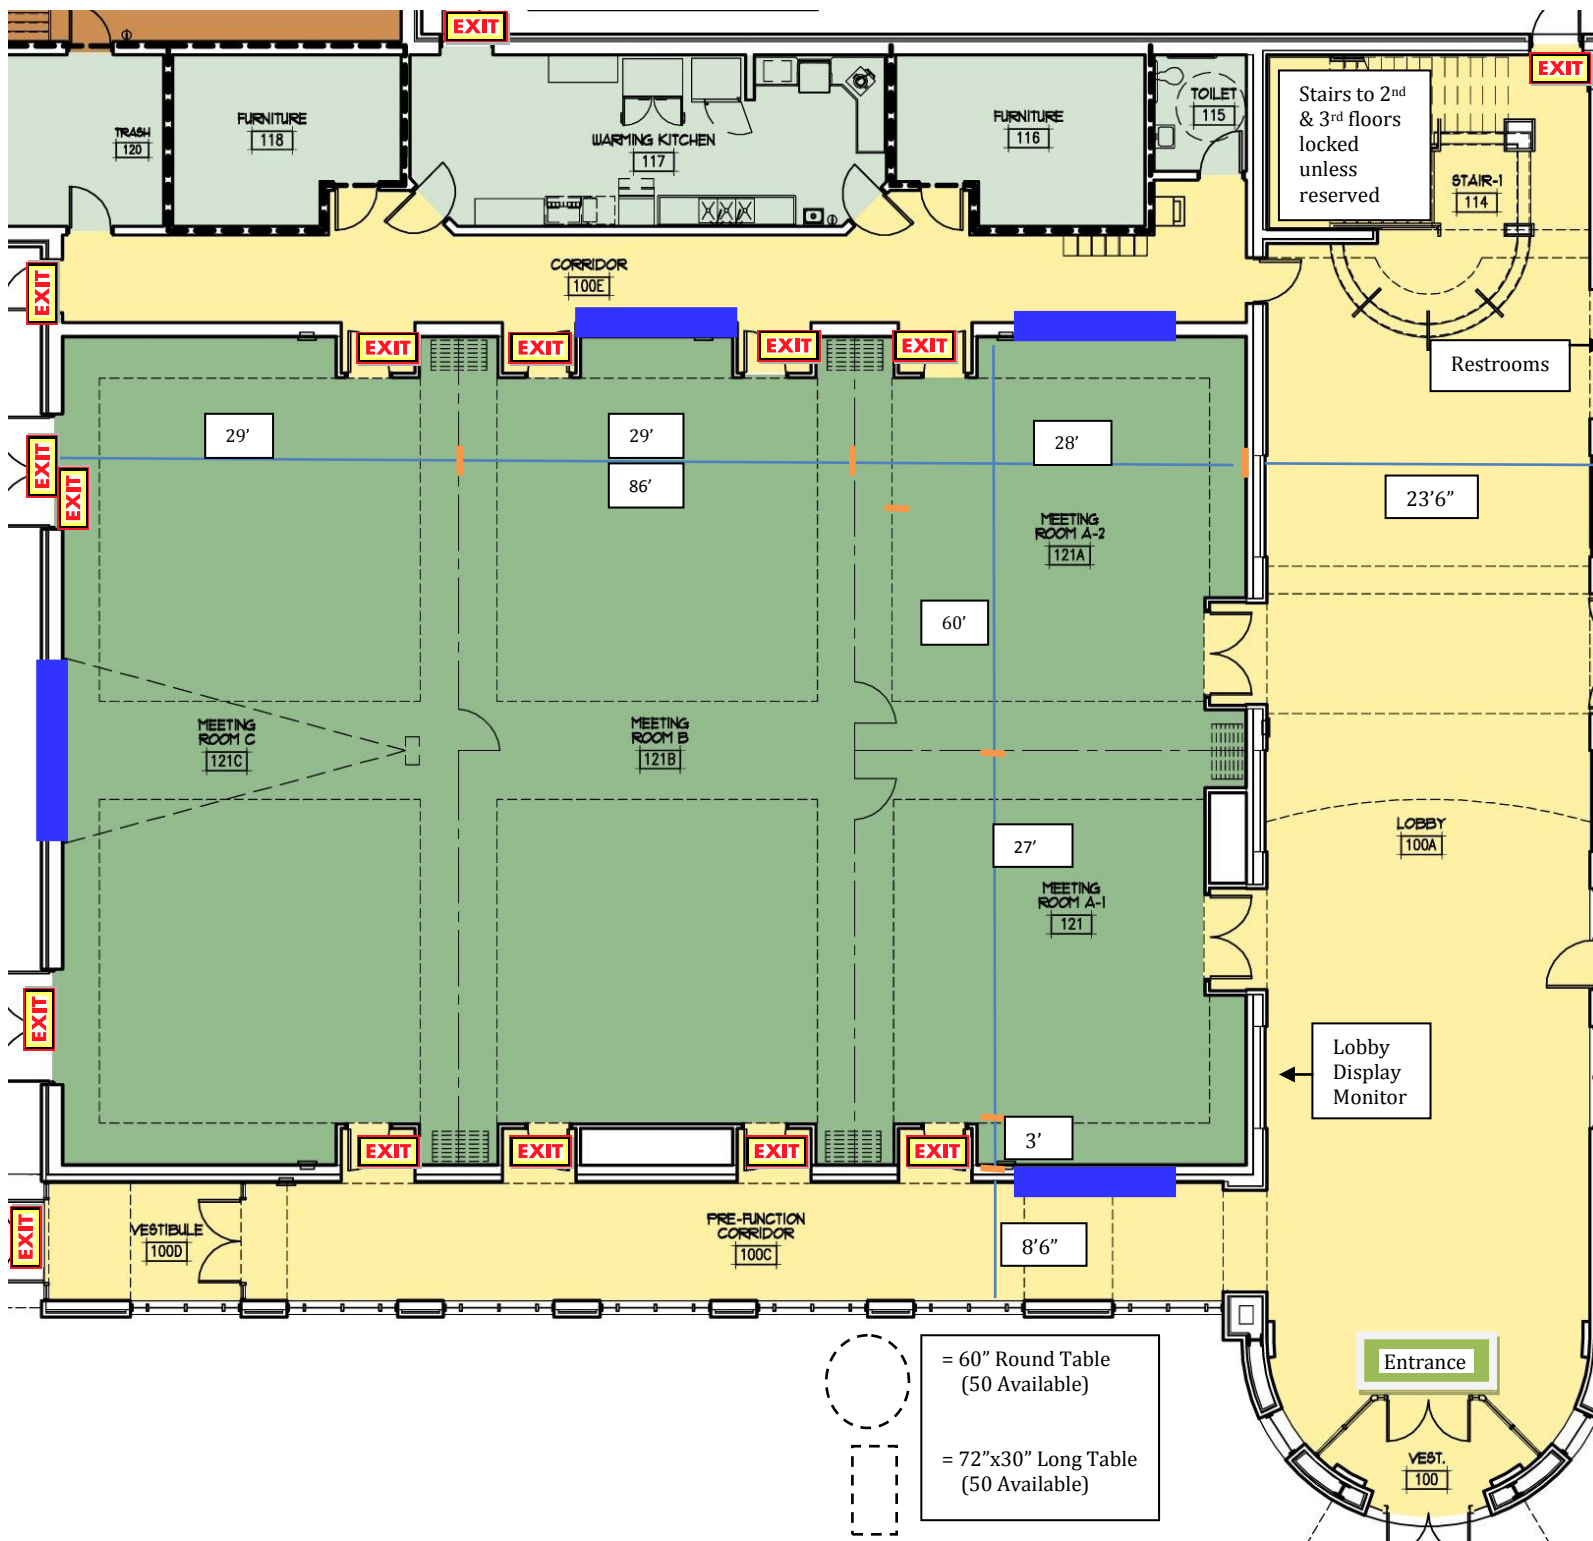 EXIT
EXIT
Stairs to 2nd
& 3rd floors
locked
unless
reserved
TRASH
120
FURNITURE
118
WARMING KITCHEN
117
FURNITURE
116
TOILET
115
STAIR-1
114
CORRIDOR
100E
EXIT
EXIT
EXIT
EXIT
EXIT
Restrooms
29'
29'
28'
86'
23'6"
EXIT
EXIT
MEETING
ROOM A-2
121A
60'
MEETING
ROOM C
121C
MEETING
ROOM B
121B
27'
LOBBY
100A
MEETING
ROOM A-1
121
EXIT
Lobby
Display
Monitor
3'
EXIT
EXIT
EXIT
EXIT
EXIT
VESTIBULE
100D
PRE-FUNCTION
CORRIDOR
100C
8'6"
= 60" Round Table
(50 Available)
Entrance
= 72"x30" Long Table
(50 Available)
VEST.
100